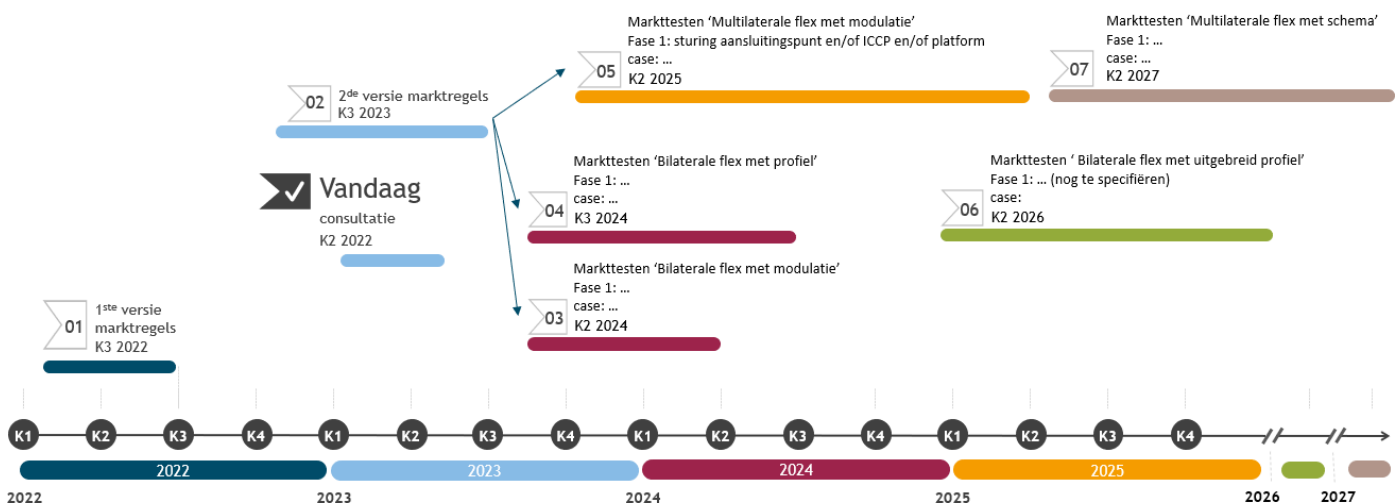 Markttesten 'Multilaterale flex met modulatie'
Fase 1: sturing aansluitingspunt en/of ICCP en/of platform
case: ...
05
K2 2025
Markttesten 'Multilaterale flex met schema'
Fase 1: ...
case: ...
07
K2 2027
02
2de versie marktregels
K3 2023
Vandaag
consultatie
K2 2022
Markttesten 'Bilaterale flex met profiel'
Fase 1: ...
case: ...
04
K3 2024
Markttesten ' Bilaterale flex met uitgebreid profiel'
Fase 1: ... (nog te specifiëren)
case:
06
K2 2026
Markttesten 'Bilaterale flex met modulatie'
Fase 1: ...
case: ...
03
K2 2024
01
1ste versie
marktregels
K3 2022
K1 K2 K3 K4 K1 K2 K3 K4 K1 K2 K3 K4 K1 K2 K3 K4
2022 2023 2024 2025
2022 2023 2024 2025 2026 2027